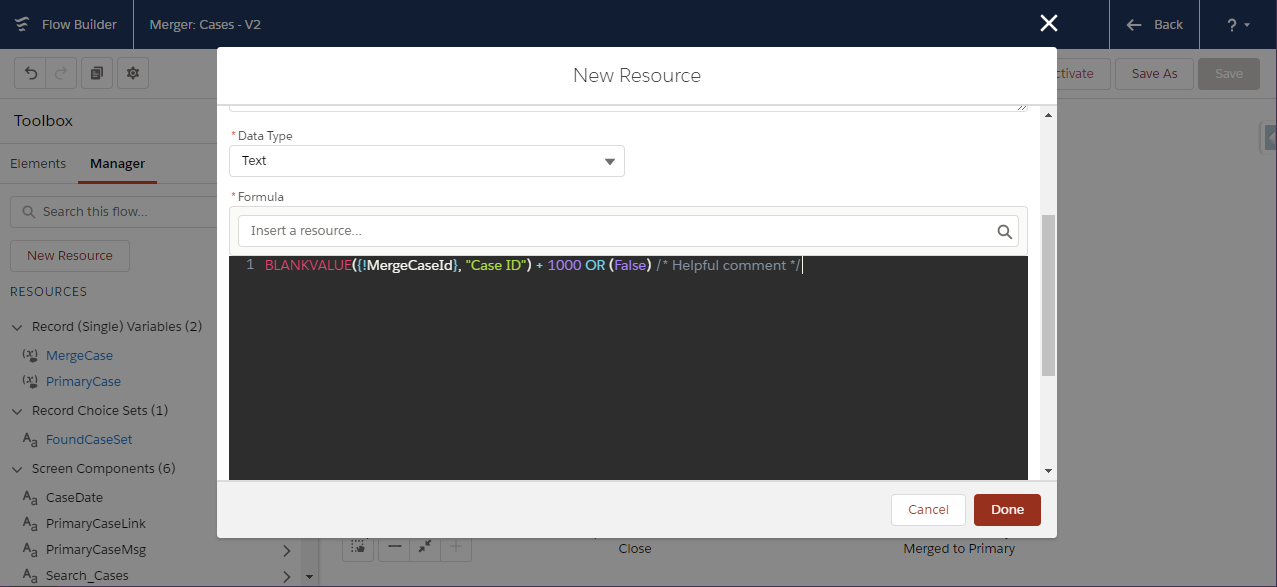 Flow Builder
Merger: Cases - V2
Back
?
New Resource
ctivate
Save As
Save
Toolbox
Elements
Manager
Search this flow...
New Resource
RESOURCES
Record (Single) Variables (2)
MergeCase
PrimaryCase
Record Choice Sets (1)
FoundCaseSet
Screen Components (6)
CaseDate
PrimaryCaseLink
PrimaryCaseMsg
Search_Cases
* Data Type
Text
* Formula
Insert a resource...
1 BLANKVALUE({!MergeCaseId}, "Case ID") + 1000 OR (False) /* Helpful comment */
Cancel
Done
Close
Merged to Primary